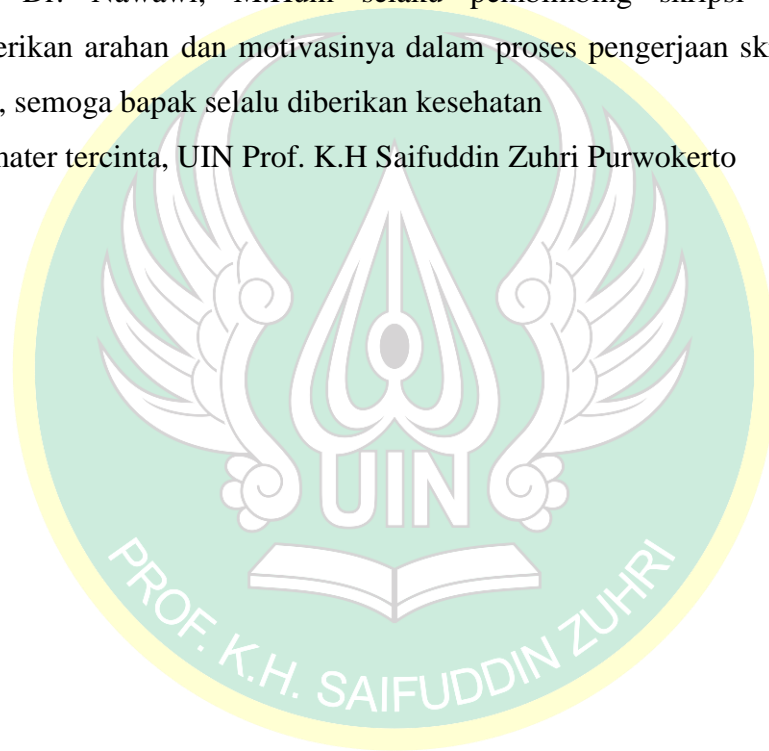 Dr. Nawawi, M.Hum selaku pembimbing skripsi
erikan arahan dan motivasinya dalam proses pengerjaan sk
, semoga bapak selalu diberikan kesehatan
mater tercinta, UIN Prof. K.H Saifuddin Zuhri Purwokerto
UIN
PROF. K.H. SAIFUDDIN ZUHRI